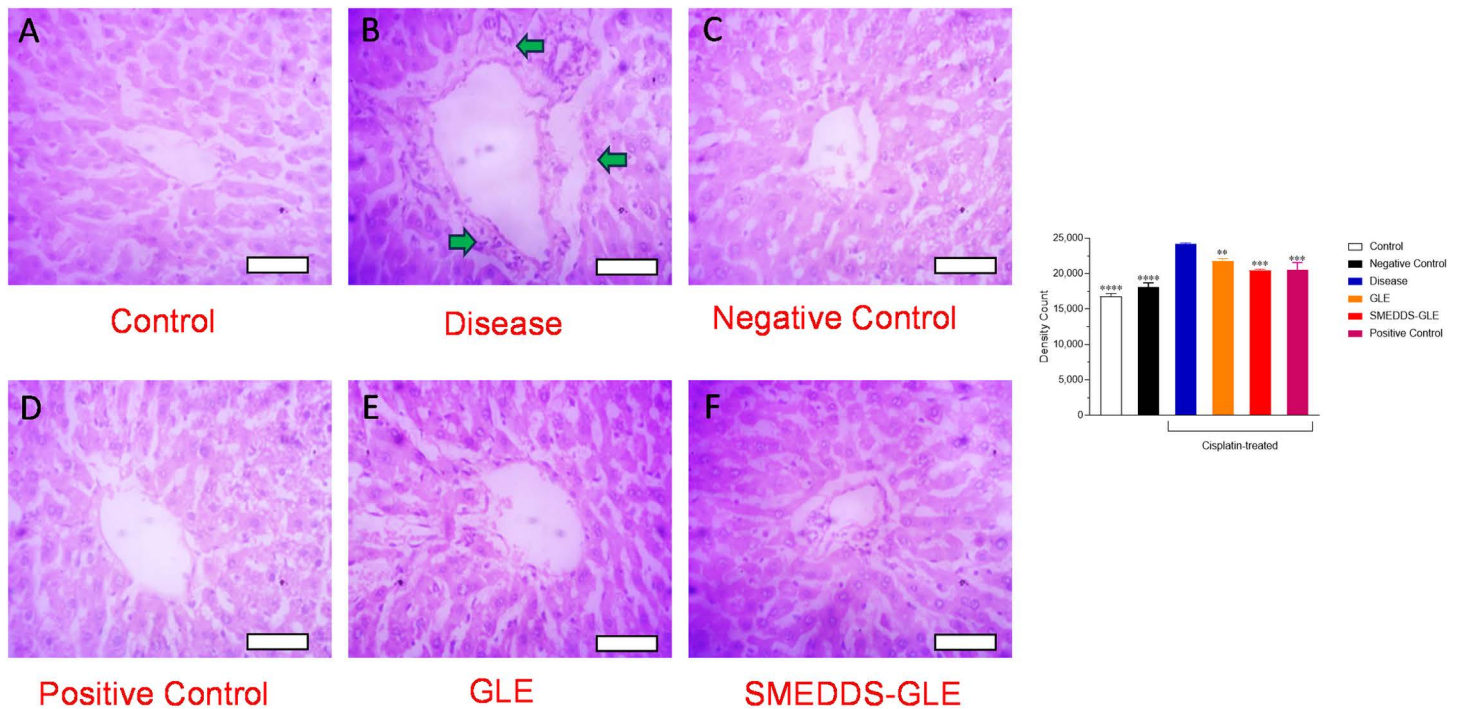 A
B
C
Control
Disease
Negative Control
D
E
F
Positive Control
GLE
SMEDDS-GLE
Density Count
25,000
20,000
15,000
10,000
5,000
0
****
****
**
***
***
Cisplatin-treated
Control
Negative Control
Disease
GLE
SMEDDS-GLE
Positive Control